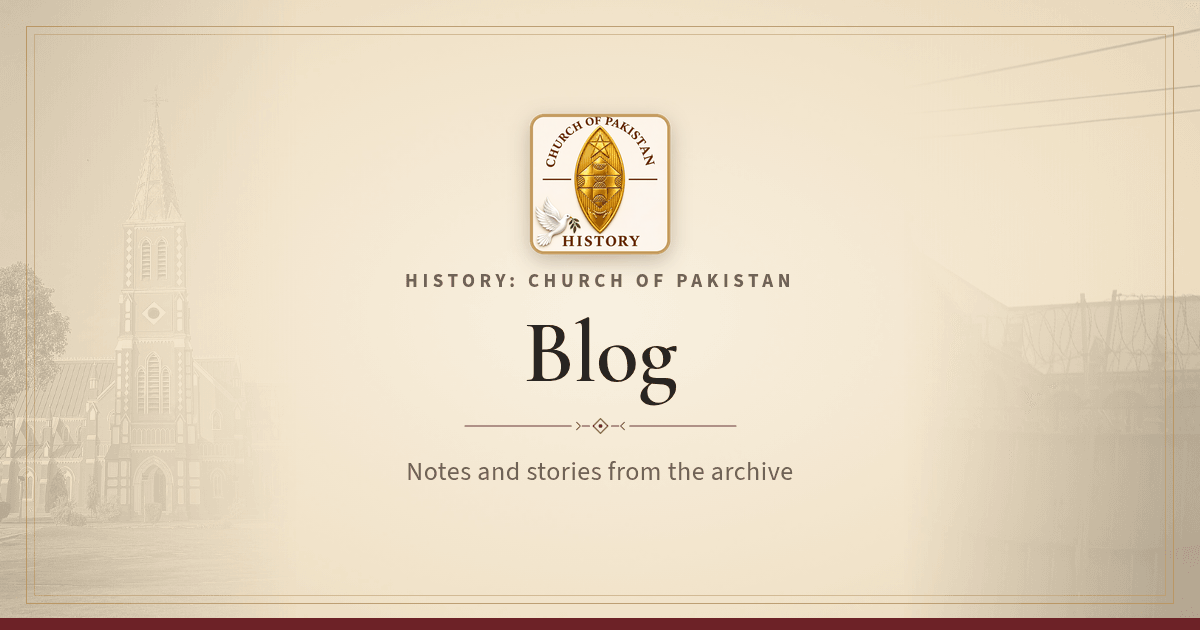 CHURCH OF PAKISTAN
HISTORY
HISTORY: CHURCH OF PAKISTAN
Blog
Notes and stories from the archive